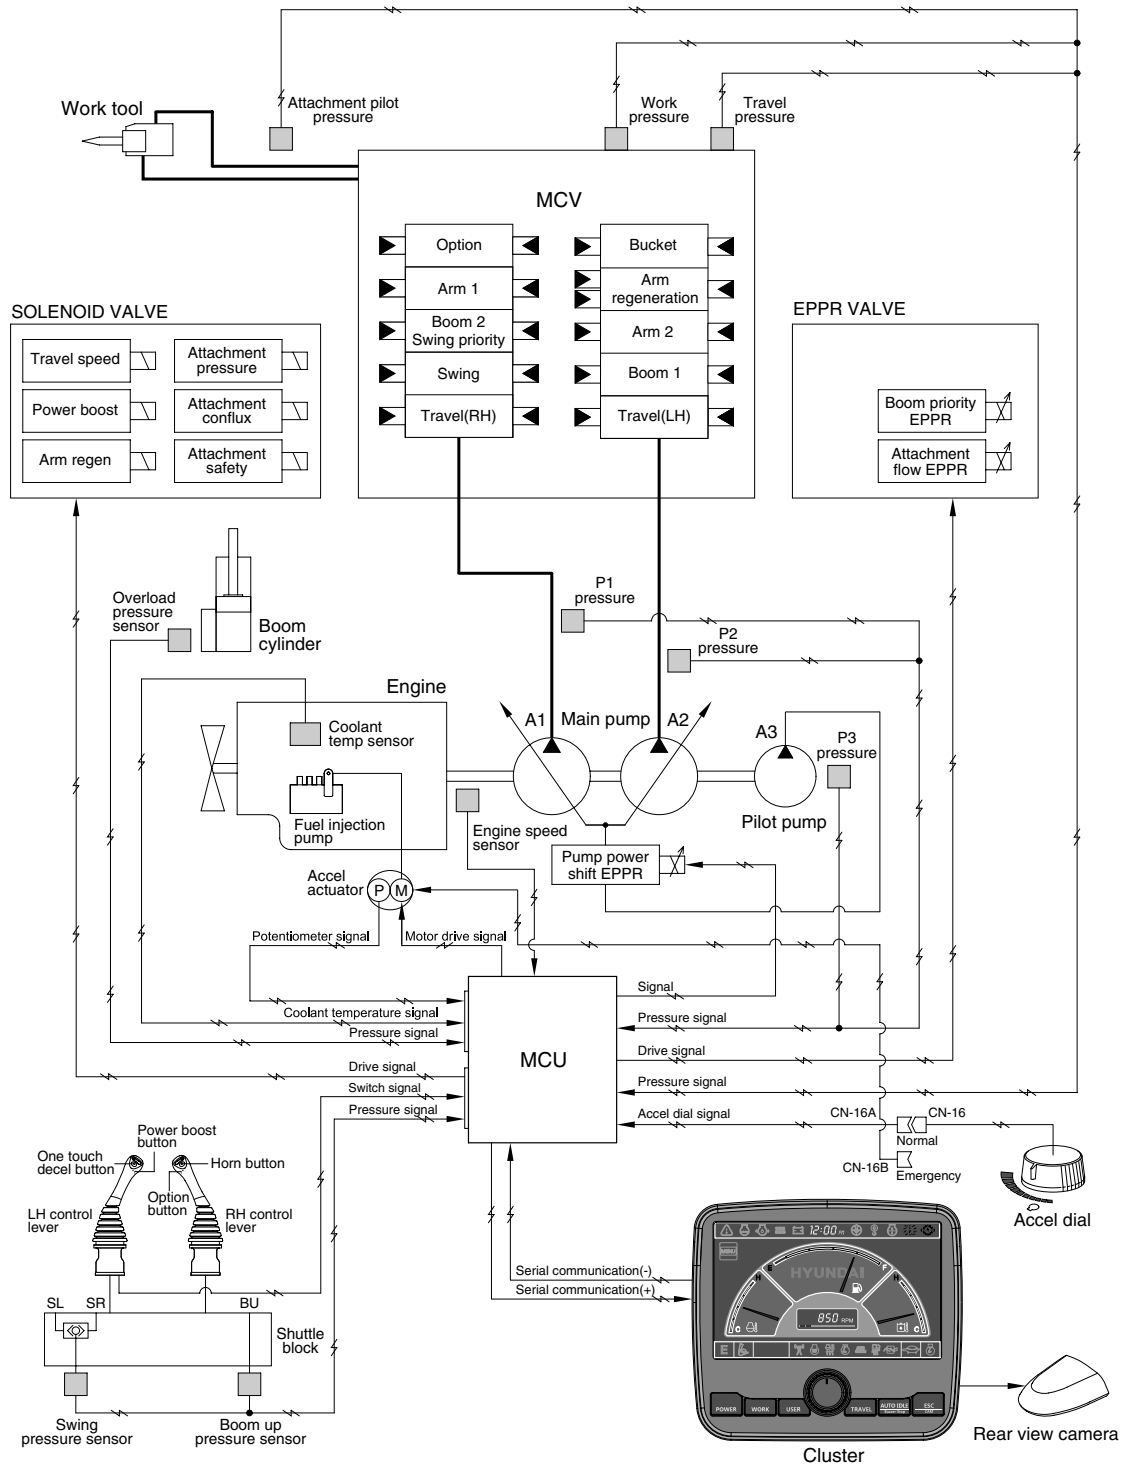 Attachment pilot
pressure
Work
pressure
Travel
pressure
Work tool
MCV
Option
Arm 1
Boom 2
Swing priority
Swing
Travel(RH)
Bucket
Arm
regeneration
Arm 2
Boom 1
Travel(LH)
SOLENOID VALVE
Travel speed
Power boost
Arm regen
Attachment
pressure
Attachment
conflux
Attachment
safety
EPPR VALVE
Boom priority
EPPR
Attachment
flow EPPR
Overload
pressure
sensor
Boom
cylinder
P1
pressure
P2
pressure
Engine
Coolant
temp sensor
Fuel injection
pump
A1
Main pump
A2
A3
P3
pressure
Pilot pump
Engine speed
sensor
Pump power
shift EPPR
Accel
actuator
P
M
Potentiometer signal
Motor drive signal
Coolant temperature signal
Pressure signal
Drive signal
Switch signal
Pressure signal
MCU
Signal
Pressure signal
Drive signal
Pressure signal
Accel dial signal
CN-16A
CN-16
Normal
CN-16B
Emergency
Accel dial
Power boost
button
One touch
decel button
Horn button
Option
button
LH control
lever
RH control
lever
SL
SR
BU
Shuttle
block
Swing
pressure sensor
Boom up
pressure sensor
Serial communication(-)
Serial communication(+)
12:00
MENU
HYUNDAI
E
F
H
H
C
C
850 RPM
E
POWER
WORK
USER
TRAVEL
AUTO IDLE
ESC
Cluster
Rear view camera